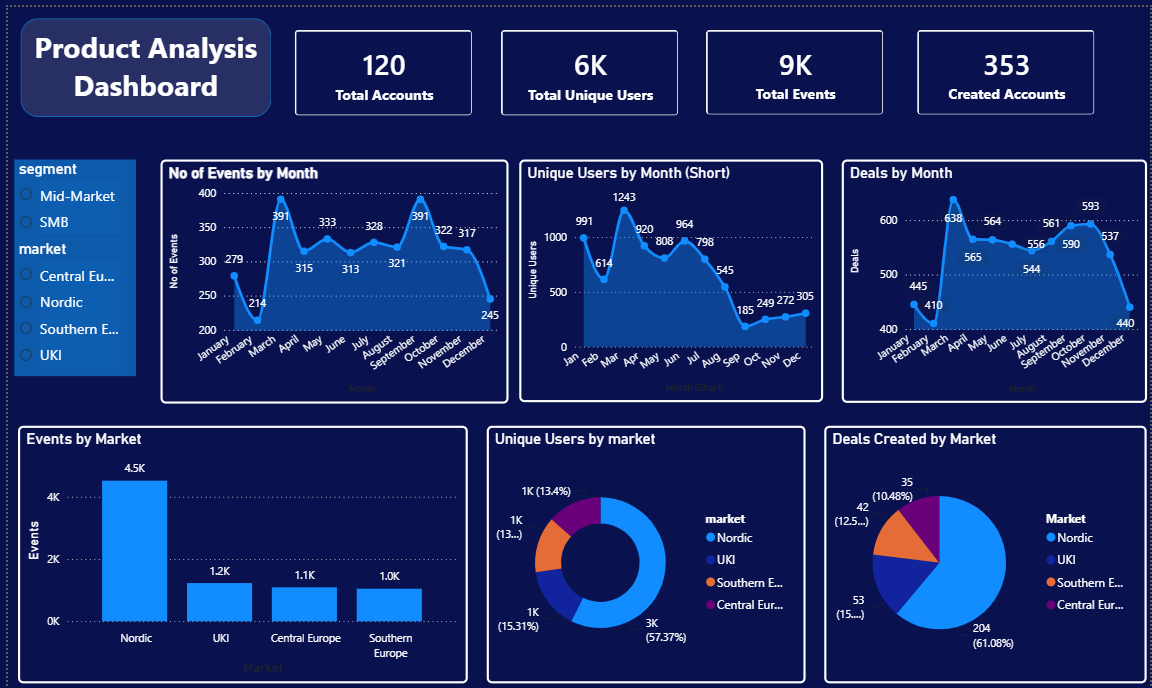 Product Analysis
Dashboard
120
Total Accounts
6K
Total Unique Users
9K
Total Events
353
Created Accounts
segment
Mid-Market
SMB
market
Central Eu...
Nordic
Southern E...
UKI
No of Events by Month
No of Events
400
350
300
250
200
279
214
391
315
333
313
328
321
391
322
317
245
January
February
March
April
May
June
July
August
September
October
November
December
Month
Unique Users by Month (Short)
Unique Users
1000
500
0
991
614
1243
920
808
964
798
545
185
249
272
305
Jan
Feb
Mar
Apr
May
Jun
Jul
Aug
Sep
Oct
Nov
Dec
Month (Short)
Deals by Month
Deals
600
500
400
445
410
638
565
564
556
544
561
590
593
537
440
January
February
March
April
May
June
July
August
September
October
November
December
Month
Events by Market
Events
4K
2K
0K
4.5K
1.2K
1.1K
1.0K
Nordic
UKI
Central Europe
Southern
Europe
Market
Unique Users by market
1K (13.4%)
1K
(13...)
1K
(15.31%)
3K
(57.37%)
market
Nordic
UKI
Southern E...
Central Eur...
Deals Created by Market
35
(10.48%)
42
(12.5...)
53
(15....)
204
(61.08%)
Market
Nordic
UKI
Southern E...
Central Eur...